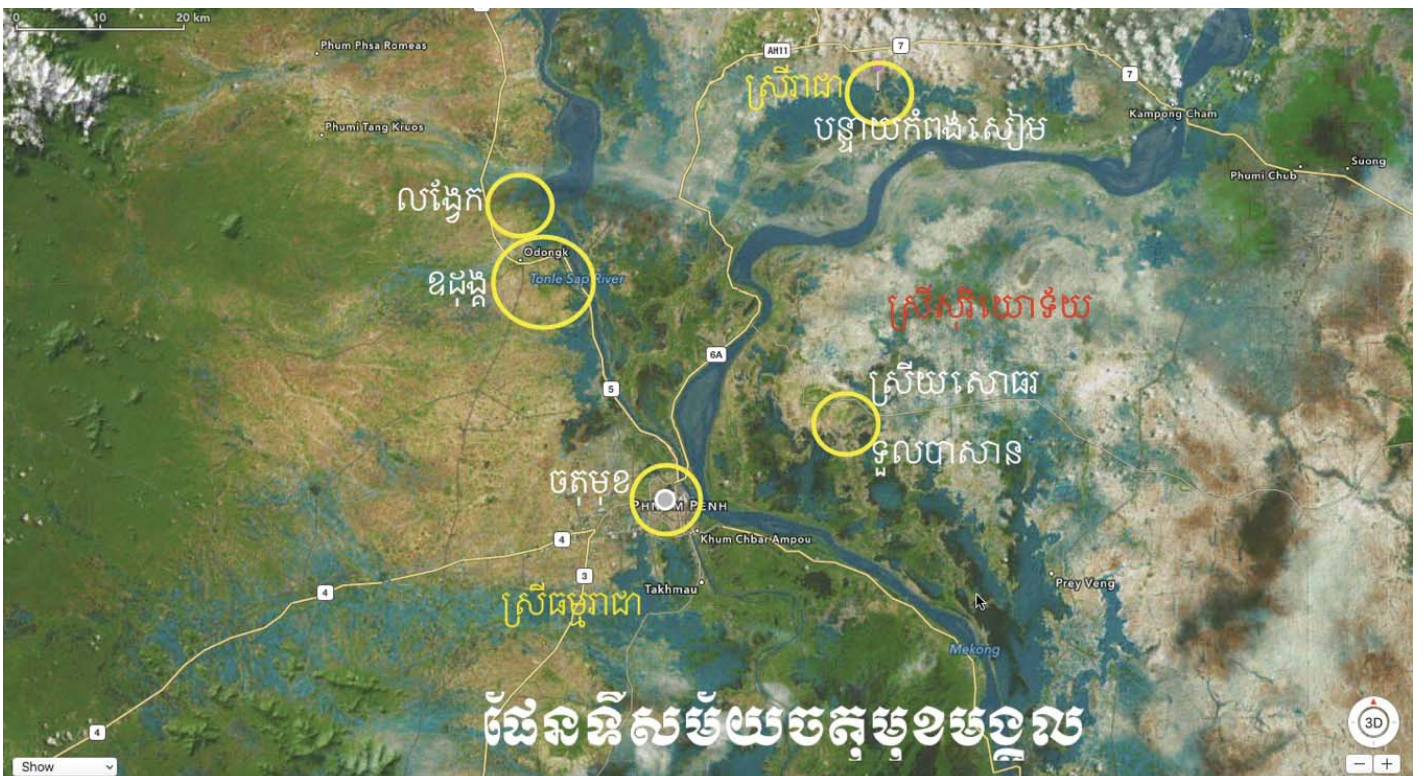 0 10 20 km
Phum Phsa Romeas
AH11
7
ស្រីរាជា
7
Phumi Tang Kruos
បន្ទាយកំពង់សៀម
Kampong Cham
Suong
Phumi Chub
លង្វែក
Odongk
Tonle Sap River
ឧដុង្គ
ស្រីសុរិយោទ័យ
6A
5
ស្រីយសោធរ
ទួលបាសាន
ចតុមុខ
PHNOM PENH
4
Khum Chbar Ampou
3
Takhmau
4
ស្រីធម្មរាជា
Prey Veng
Mekong
ផែនទីសម័យចតុមុខមង្គល
3D
4
Show
− +